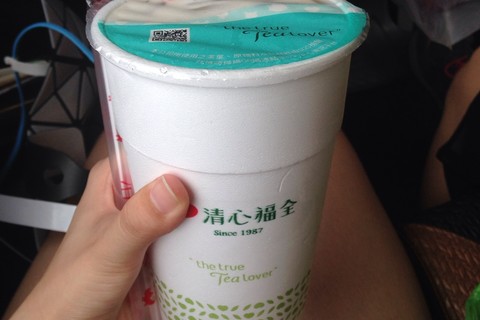 the true
Tea lover
清心福全
Since 1987
"the true
Tea lover"